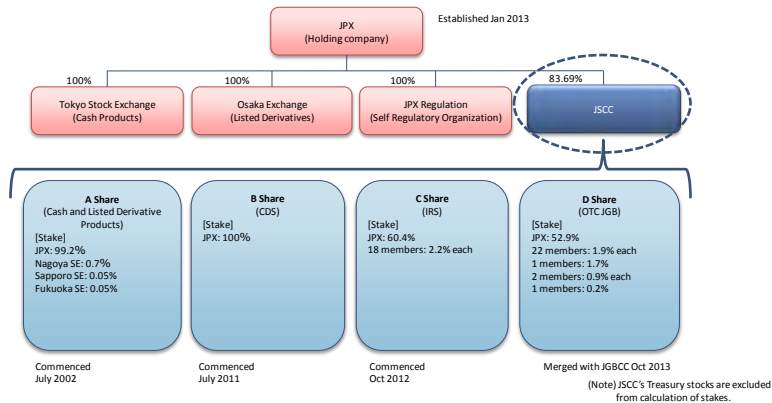 JPX
(Holding company)
Established Jan 2013
100%
100%
100%
83.69%
Tokyo Stock Exchange
(Cash Products)
Osaka Exchange
(Listed Derivatives)
JPX Regulation
(Self Regulatory Organization)
JSCC
A Share
(Cash and Listed Derivative
Products)
[Stake]
JPX: 99.2%
Nagoya SE: 0.7%
Sapporo SE: 0.05%
Fukuoka SE: 0.05%
B Share
(CDS)
[Stake]
JPX: 100%
C Share
(IRS)
[Stake]
JPX: 60.4%
18 members: 2.2% each
D Share
(OTC JGB)
[Stake]
JPX: 52.9%
22 members: 1.9% each
1 members: 1.7%
2 members: 0.9% each
1 members: 0.2%
Commenced
July 2002
Commenced
July 2011
Commenced
Oct 2012
Merged with JGBCC Oct 2013
(Note) JSCC's Treasury stocks are excluded
from calculation of stakes.